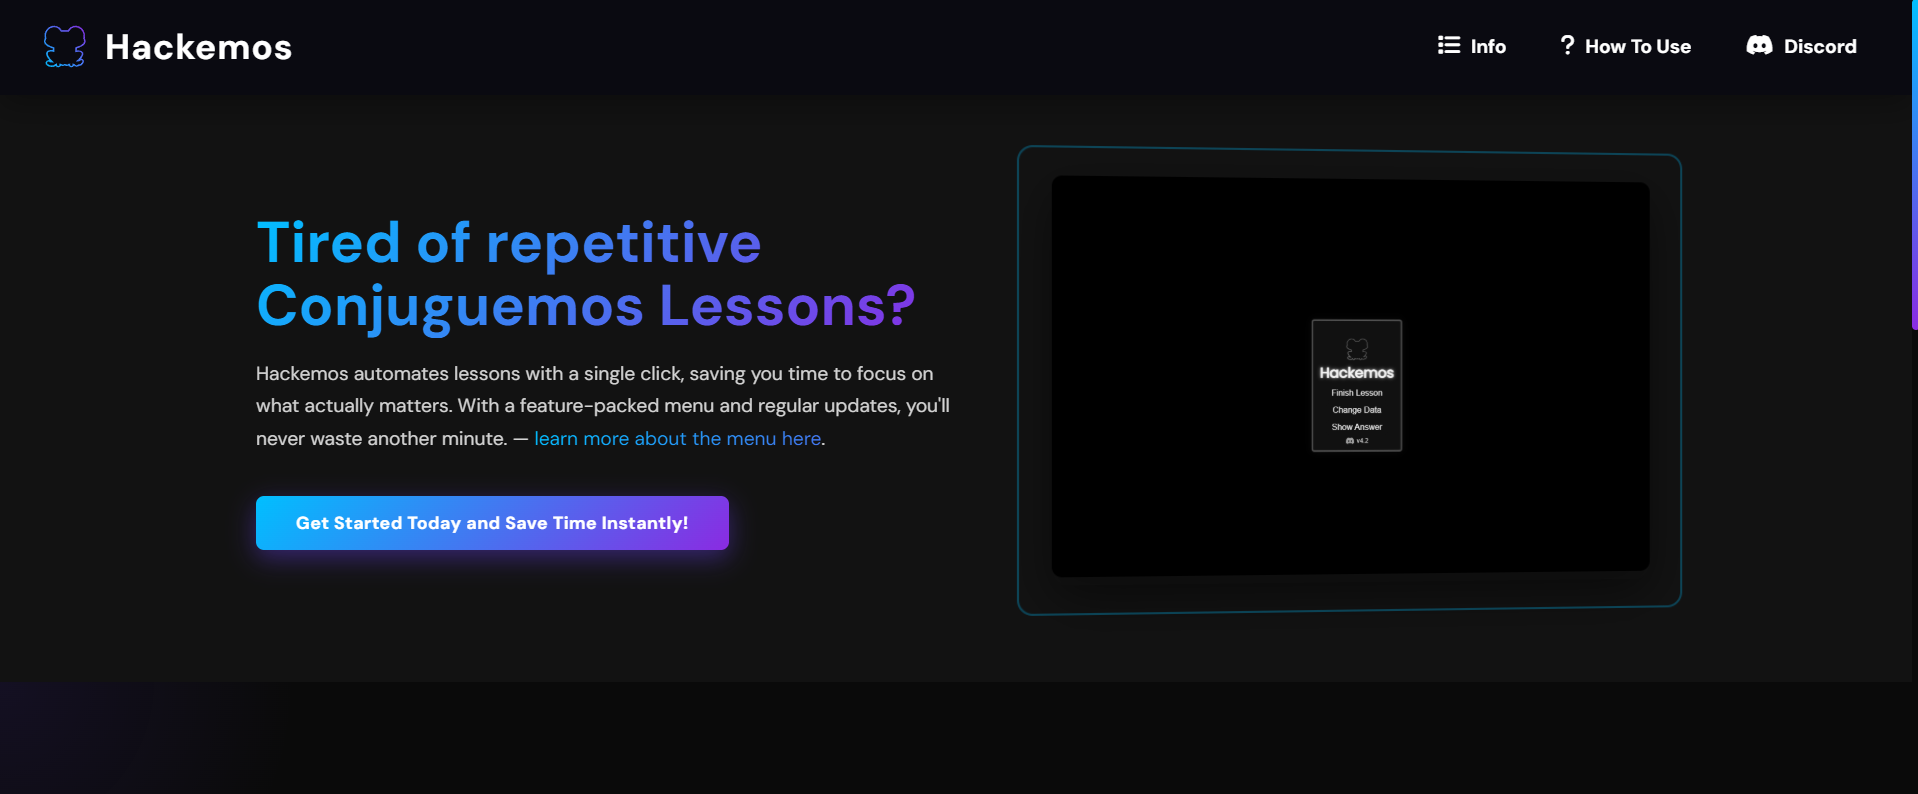 Hackemos
Info
How To Use
Discord
Tired of repetitive
Conjuguemos Lessons?
Hackemos automates lessons with a single click, saving you time to focus on
what actually matters. With a feature-packed menu and regular updates, you'll
never waste another minute. — learn more about the menu here.
Get Started Today and Save Time Instantly!
Hackemos
Finish Lesson
Change Data
Show Answer
v4.2